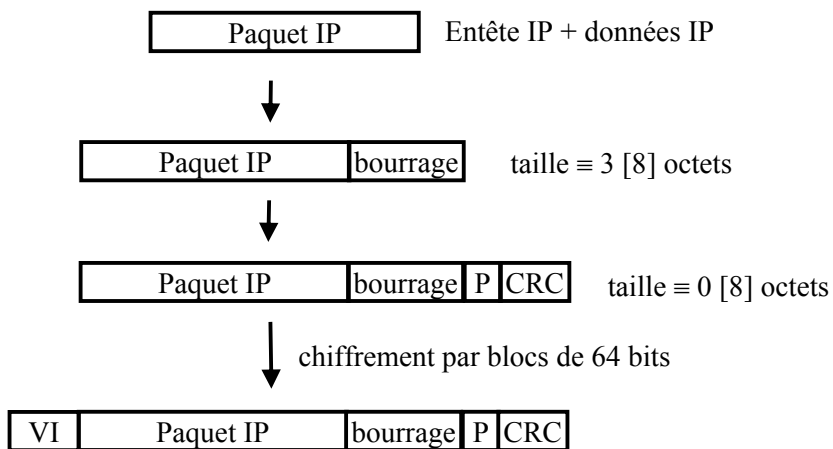 Paquet IP Entête IP + données IP
Paquet IP bourrage taille ≡ 3 [8] octets
Paquet IP bourrage P CRC taille ≡ 0 [8] octets
chiffrement par blocs de 64 bits
VI Paquet IP bourrage P CRC